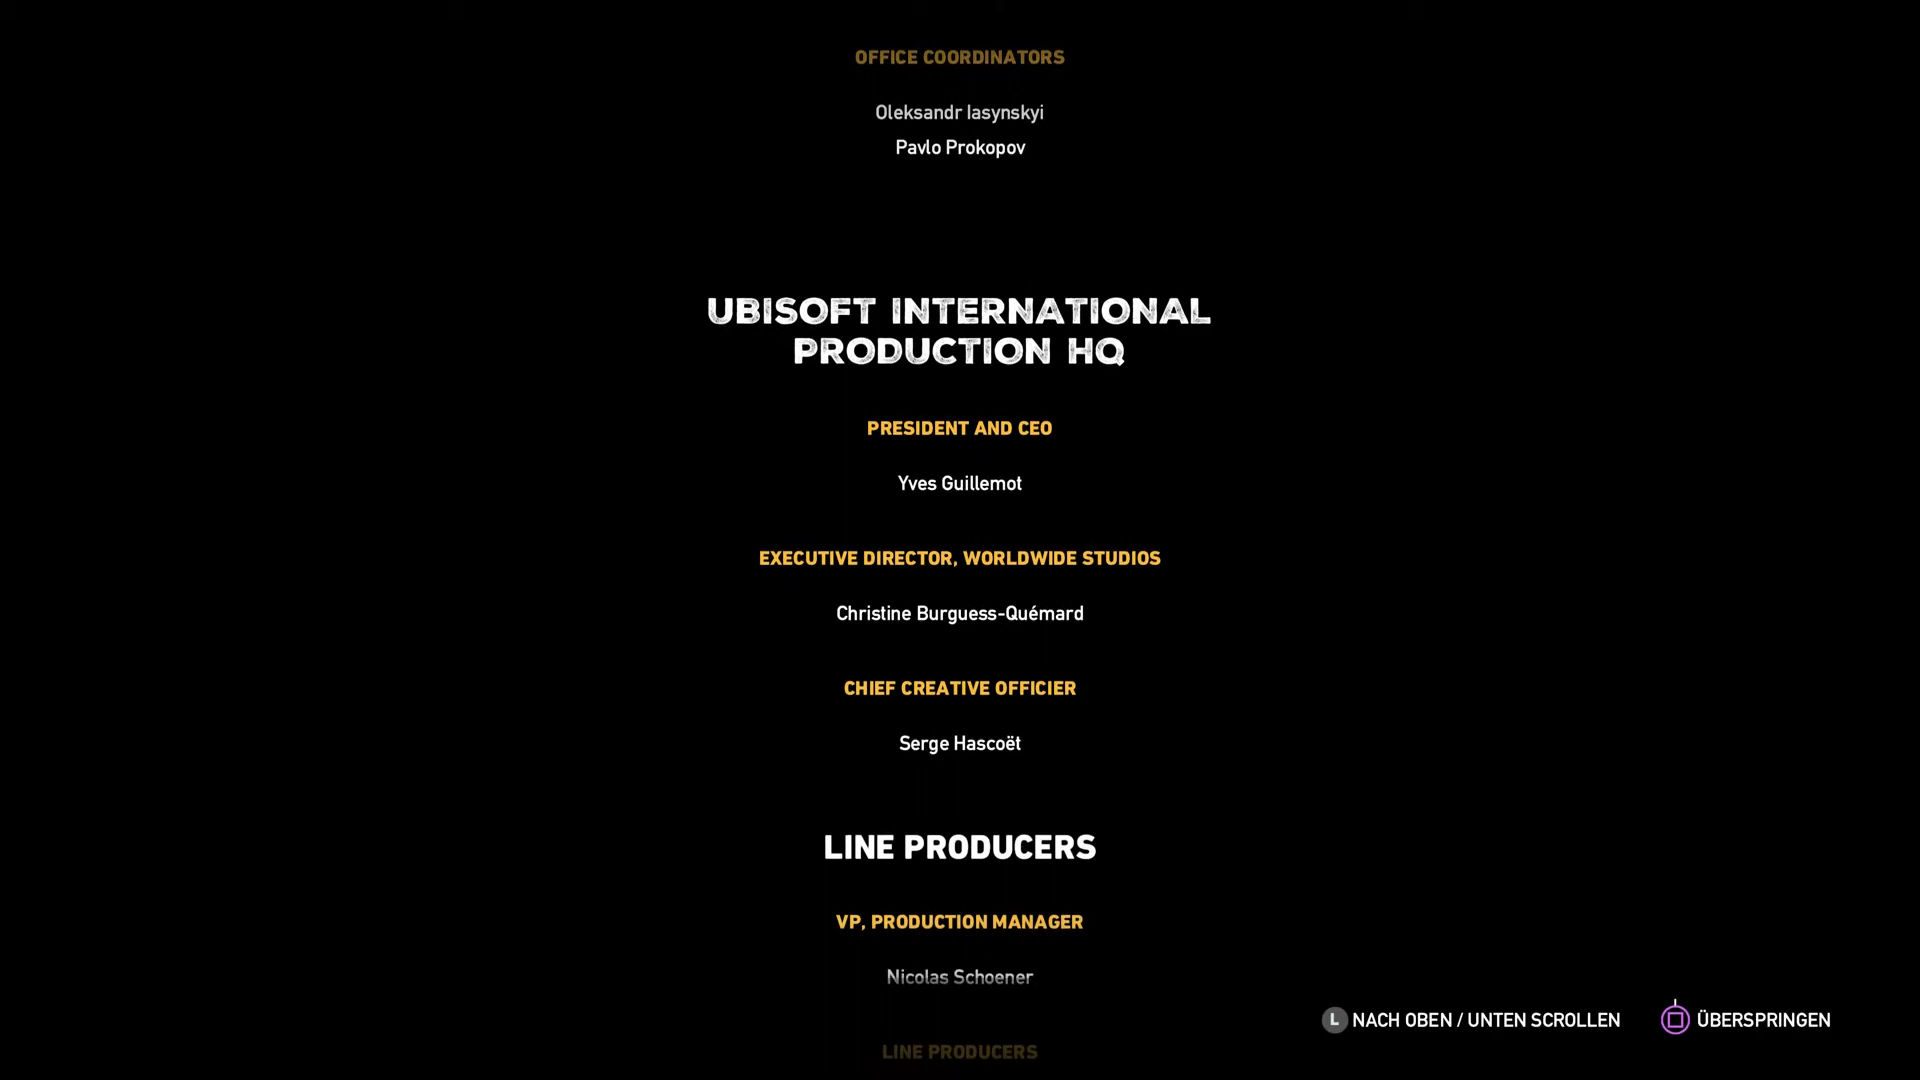 OFFICE COORDINATORS
Oleksandr Iasynskyi
Pavlo Prokopov
UBISOFT INTERNATIONAL
PRODUCTION HQ
PRESIDENT AND CEO
Yves Guillemot
EXECUTIVE DIRECTOR, WORLDWIDE STUDIOS
Christine Burguess-Quémard
CHIEF CREATIVE OFFICIER
Serge Hascoët
LINE PRODUCERS
VP, PRODUCTION MANAGER
Nicolas Schoener
L NACH OBEN / UNTEN SCROLLEN
ÜBERSPRINGEN
LINE PRODUCERS